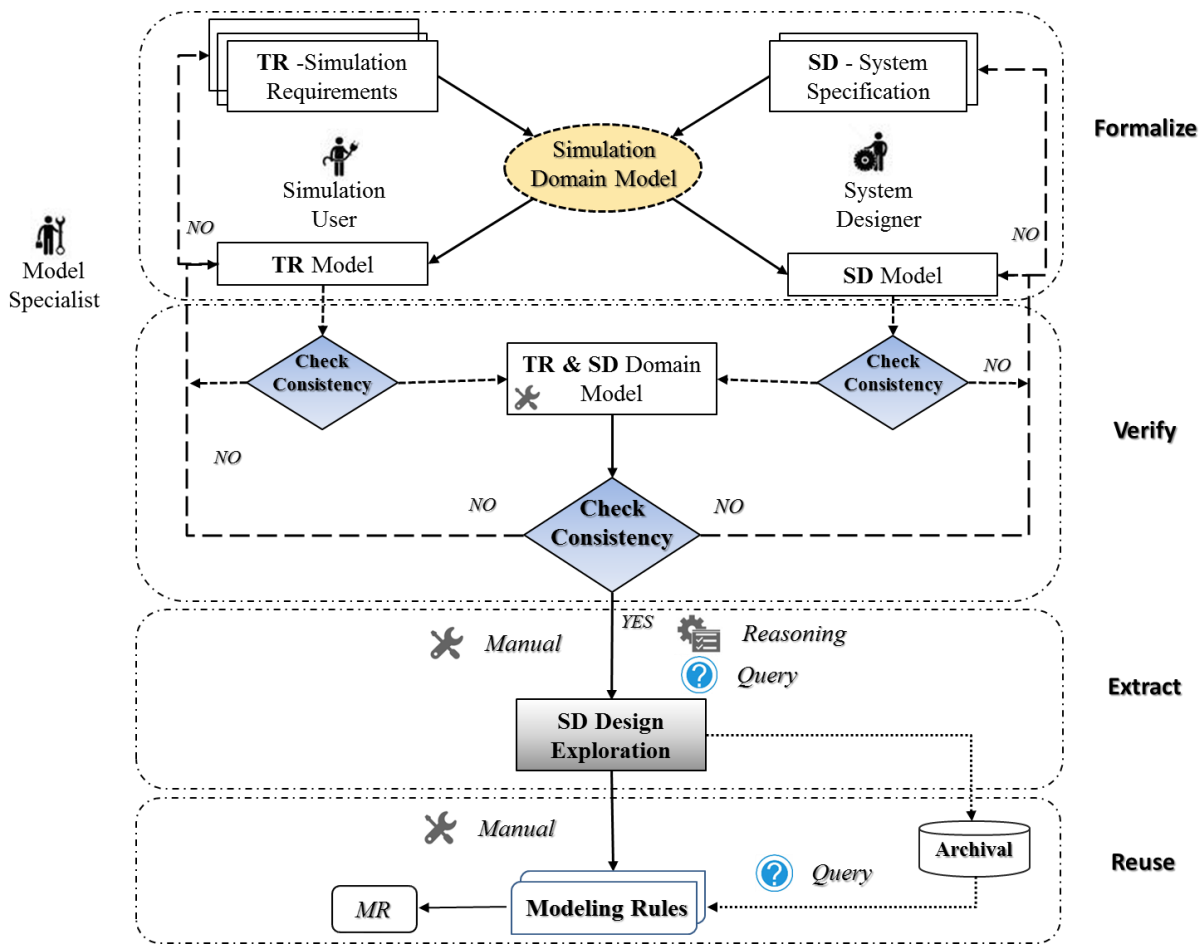 TR -Simulation
Requirements
SD - System
Specification
Formalize
Simulation
Domain Model
Simulation
User
System
Designer
NO
NO
Model
Specialist
TR Model
SD Model
Check
Consistency
TR & SD Domain
Model
Check
Consistency
NO
Verify
NO
NO
Check
Consistency
NO
YES
Manual
Reasoning
Query
Extract
SD Design
Exploration
Manual
Archival
Reuse
Query
MR
Modeling Rules